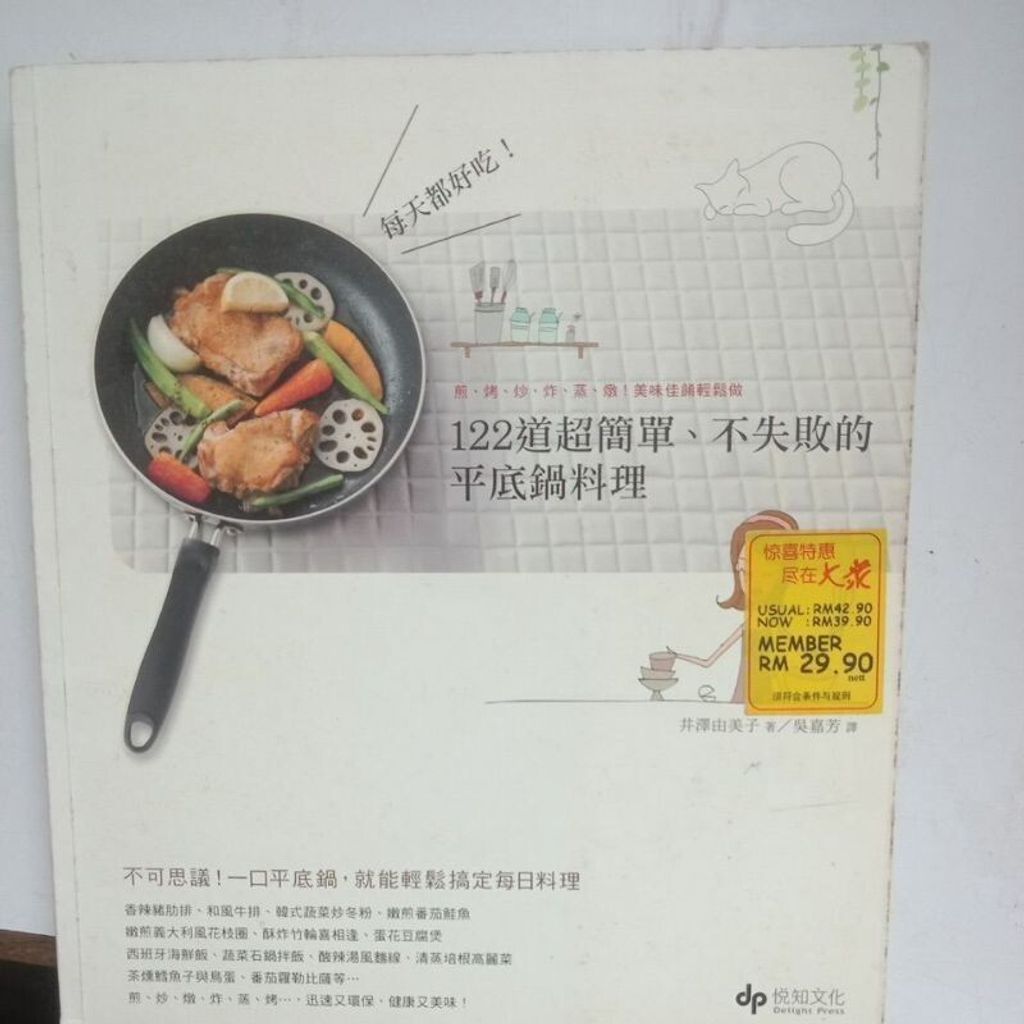 每天都好吃！
煎、烤、炒、炸、蒸、燉！美味佳餚輕鬆做
122道超簡單、不失敗的
平底鍋料理
惊喜特惠
尽在大众
USUAL: RM42.90
NOW : RM39.90
MEMBER
RM 29.90
nett
须符合条件与规则
井澤由美子 著／吳嘉芳 譯
不可思議！一口平底鍋，就能輕鬆搞定每日料理
香辣豬肋排、和風牛排、韓式蔬菜炒冬粉、嫩煎番茄鮭魚
嫩煎義大利風花枝圈、酥炸竹輪喜相逢、蛋花豆腐煲
西班牙海鮮飯、蔬菜石鍋拌飯、酸辣湯風麵線、清蒸培根高麗菜
茶燻鱈魚子與鳥蛋、番茄羅勒比薩等…
煎、炒、燉、炸、蒸、烤…，迅速又環保、健康又美味！
dp 悦知文化
Delight Press